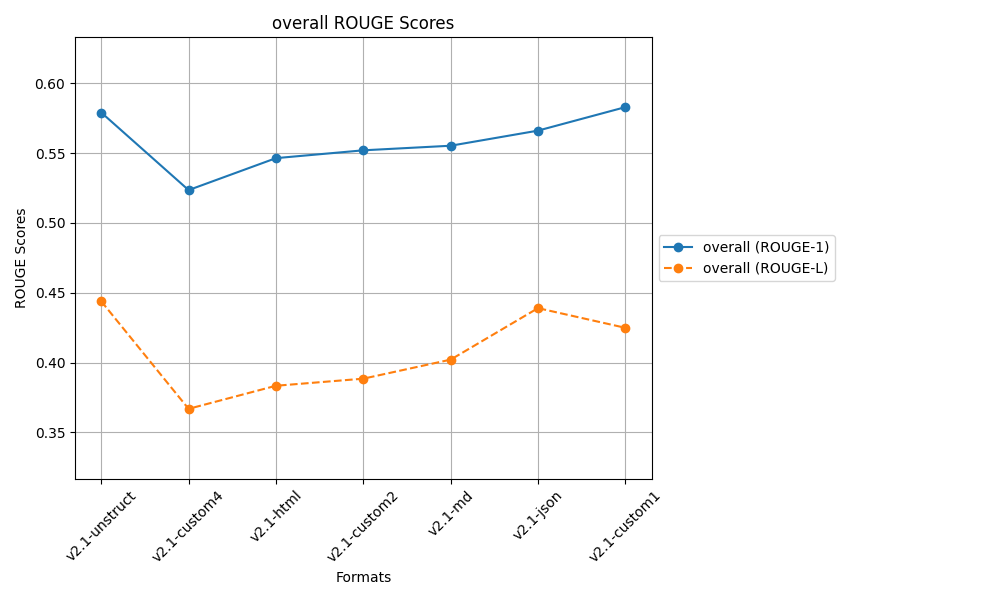 overall ROUGE Scores
ROUGE Scores
0.60
0.55
0.50
0.45
0.40
0.35
v2.1-unstruct
v2.1-custom4
v2.1-html
v2.1-custom2
v2.1-md
v2.1-json
v2.1-custom1
Formats
overall (ROUGE-1)
overall (ROUGE-L)